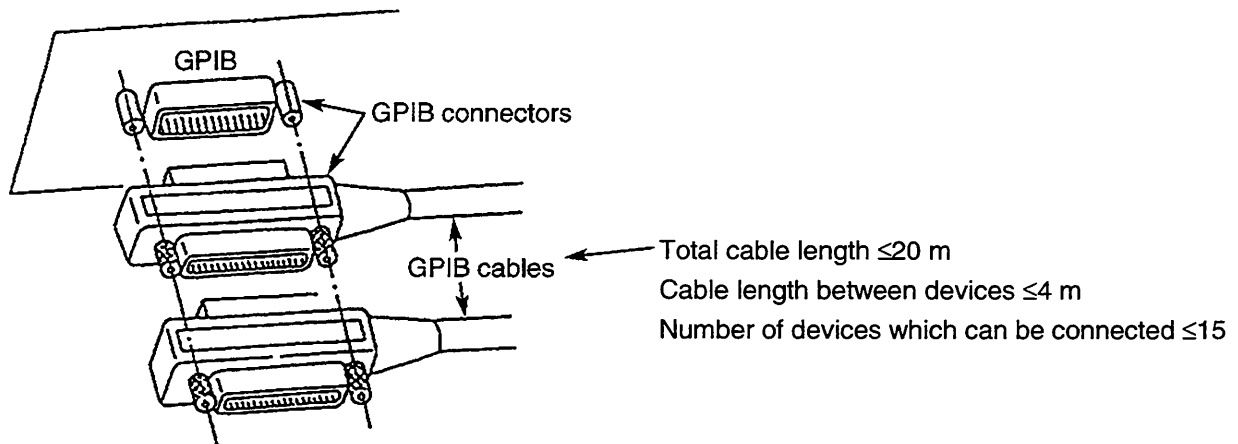 GPIB
GPIB connectors
GPIB cables
Total cable length ≤20 m
Cable length between devices ≤4 m
Number of devices which can be connected ≤15